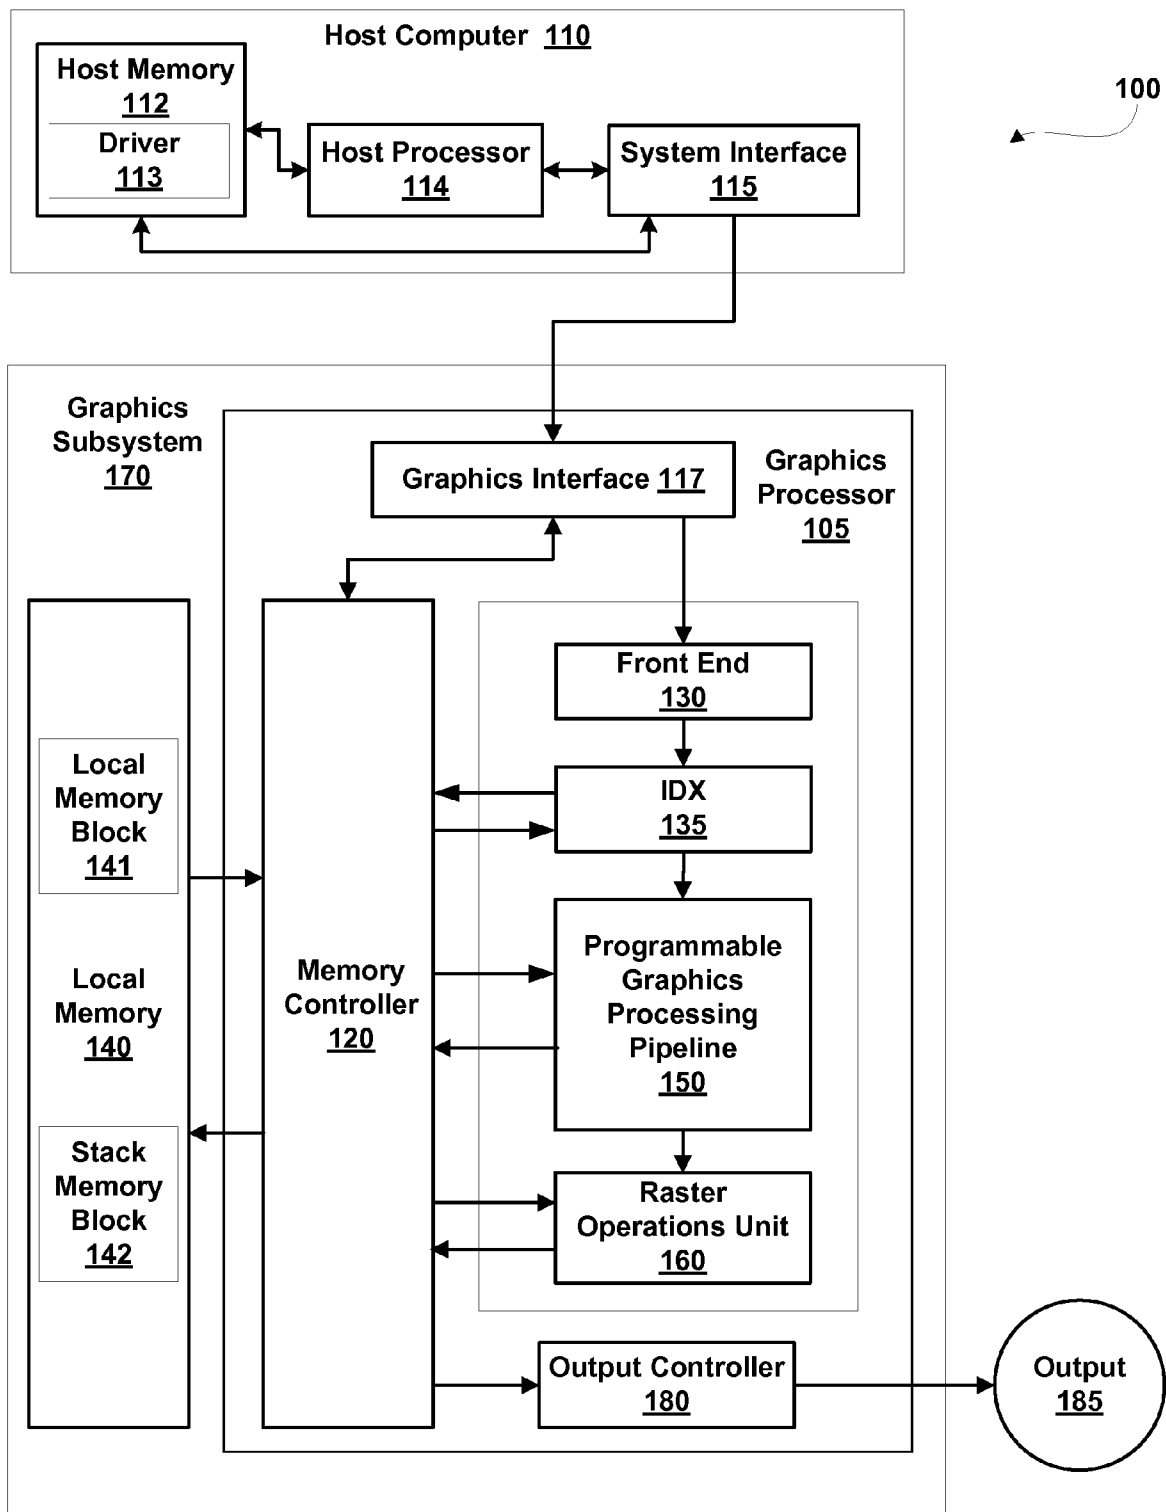 Host Computer 110
Host Memory
112
Driver
113
Host Processor
114
System Interface
115
100
Graphics
Subsystem
170
Graphics Interface 117
Graphics
Processor
105
Front End
130
IDX
135
Local
Memory
Block
141
Programmable
Graphics
Processing
Pipeline
150
Memory
Controller
120
Local
Memory
140
Stack
Memory
Block
142
Raster
Operations Unit
160
Output Controller
180
Output
185